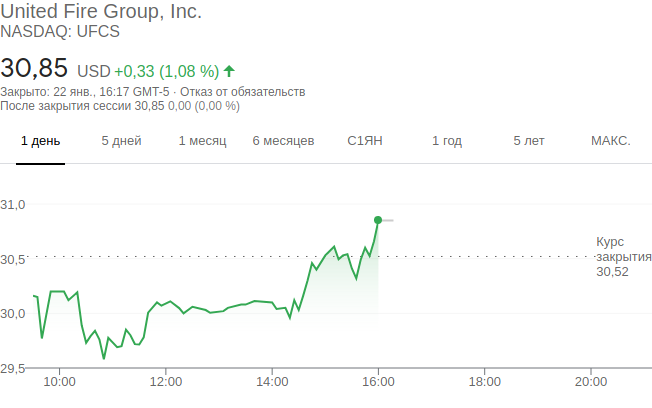 United Fire Group, Inc.
NASDAQ: UFCS
30,85 USD +0,33 (1,08 %)
Закрыто: 22 янв., 16:17 GMT-5 · Отказ от обязательств
После закрытия сессии 30,85 0,00 (0,00 %)
1 день 5 дней 1 месяц 6 месяцев С1ЯН 1 год 5 лет МАКС.
31,0
30,5
30,0
29,5
Курс
закрытия
30,52
10:00 12:00 14:00 16:00 18:00 20:00